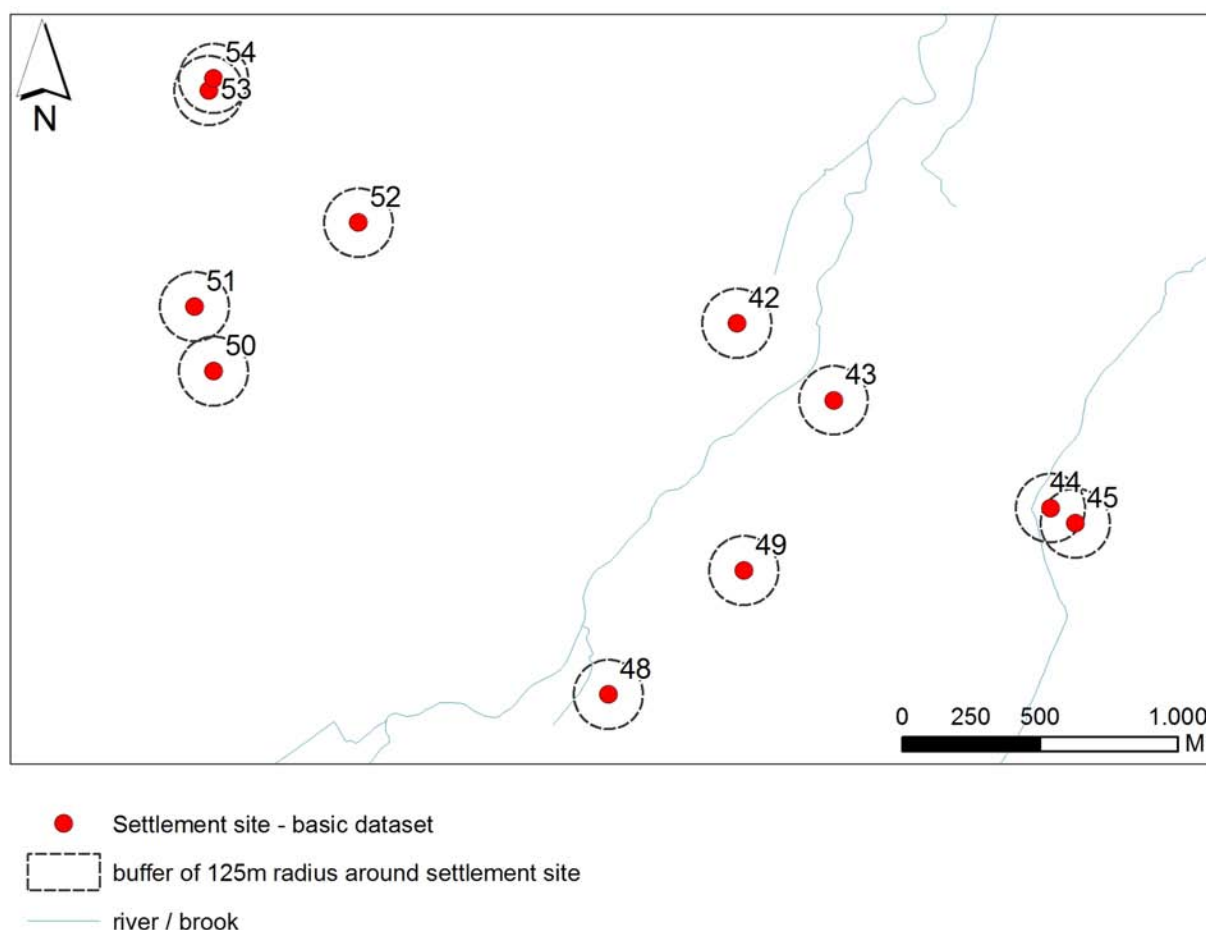 54
53
N
52
51
42
50
43
44
45
49
48
0 250 500 1.000
M
Settlement site - basic dataset
buffer of 125m radius around settlement site
river / brook